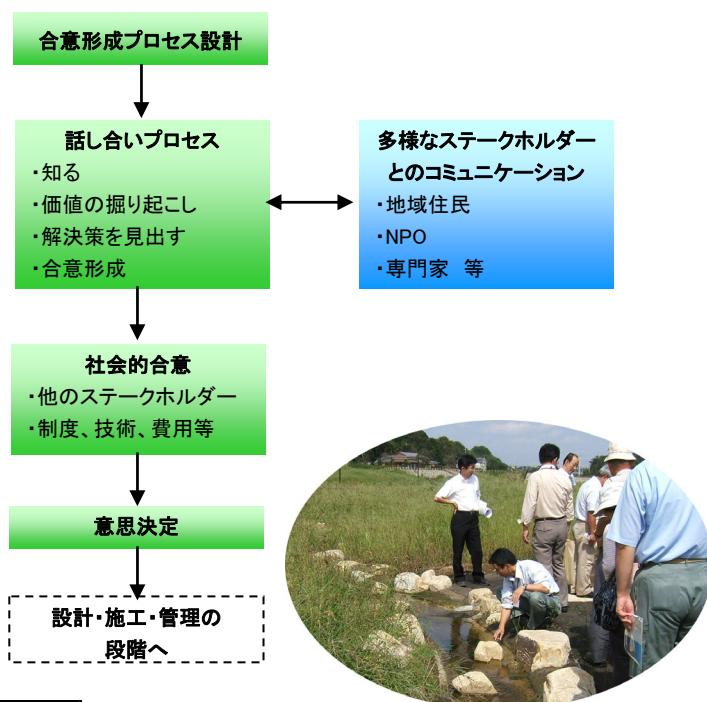 合意形成プロセス設計
話し合いプロセス
・知る
・価値の掘り起こし
・解決策を見出す
・合意形成
多様なステークホルダー
とのコミュニケーション
・地域住民
・NPO
・専門家　等
社会的合意
・他のステークホルダー
・制度、技術、費用等
意思決定
設計・施工・管理の
段階へ